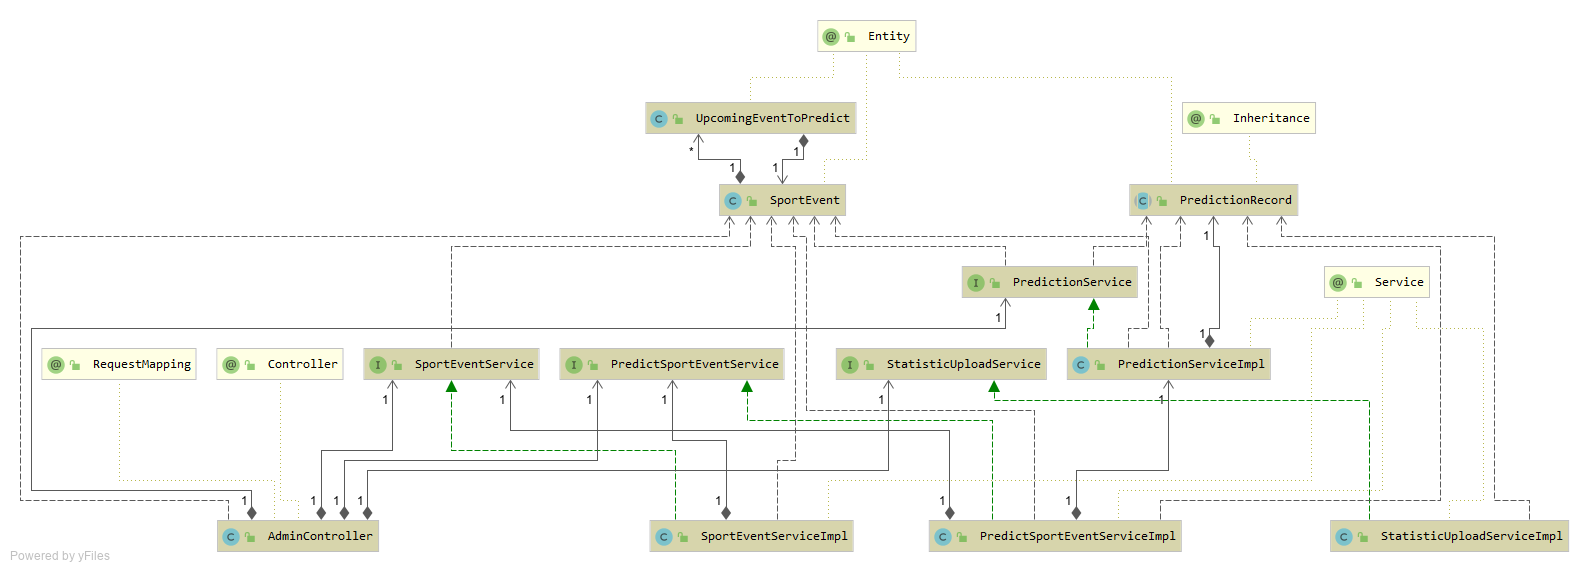 @ Entity
C UpcomingEventToPredict
@ Inheritance
* 1 1 1
C SportEvent
C PredictionRecord
1
I PredictionService
@ Service
1 1
@ RequestMapping
@ Controller
I SportEventService
I PredictSportEventService
I StatisticUploadService
C PredictionServiceImpl
1 1 1 1 1 1
1 1 1 1 1 1 1
C AdminController
C SportEventServiceImpl
C PredictSportEventServiceImpl
C StatisticUploadServiceImpl
Powered by yFiles